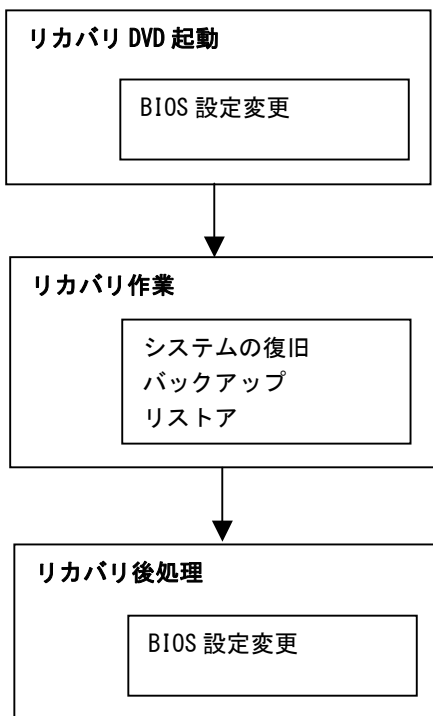 リカバリ DVD 起動
BIOS 設定変更
リカバリ作業
システムの復旧
バックアップ
リストア
リカバリ後処理
BIOS 設定変更